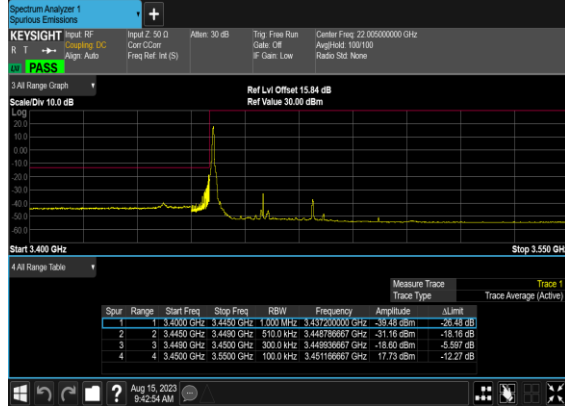 Spectrum Analyzer 1
Spurious Emissions
+
KEYSIGHT Input: RF Input Z: 50 Ω Atten: 30 dB Trig: Free Run Center Freq: 22.005000000 GHz
R T Coupling: DC Corr CCorr Gate: Off Avg|Hold: 100/100
Align: Auto Freq Ref: Int (S) IF Gain: Low Radio Std: None
PASS
3 All Range Graph
Ref Lvl Offset 15.84 dB
Scale/Div 10.0 dB Ref Value 30.00 dBm
Log
20.0
10.0
0.00
-10.0
-20.0
-30.0
-40.0
-50.0
-60.0
Start 3.400 GHz Stop 3.550 GH
4 All Range Table
Measure Trace Trace 1
Trace Type Trace Average (Active)
Spur Range Start Freq Stop Freq RBW Frequency Amplitude ΔLimit
1 1 3.4000 GHz 3.4450 GHz 1.000 MHz 3.437200000 GHz -39.48 dBm -26.48 dB
2 2 3.4450 GHz 3.4490 GHz 510.0 kHz 3.448786667 GHz -31.16 dBm -18.16 dB
3 3 3.4490 GHz 3.4500 GHz 300.0 kHz 3.449936667 GHz -18.60 dBm -5.597 dB
4 4 3.4500 GHz 3.5500 GHz 100.0 kHz 3.451166667 GHz 17.73 dBm -12.27 dB
? Aug 15, 2023
9:42:54 AM